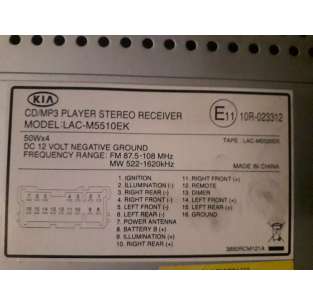 KIA
CD/MP3 PLAYER STEREO RECEIVER
MODEL:LAC-M5510EK
E11 10R-023312
50Wx4
DC 12 VOLT NEGATIVE GROUND
FREQUENCY RANGE: FM 87.5-108 MHz
MW 522-1620kHz
TAPE
MADE IN CHINA
1. IGNITION
2. ILLUMINATION (-)
3. RIGHT REAR (-)
4. RIGHT FRONT (-)
5. LEFT FRONT (-)
6. LEFT REAR (-)
7. POWER ANTENNA
8. BATTERY B (+)
9. ILLUMINATION (+)
10. RIGHT REAR (+)
11. RIGHT FRONT (+)
12. REMOTE
13. DIMER
14. LEFT FRONT (+)
15. LEFT REAR (+)
16. GROUND